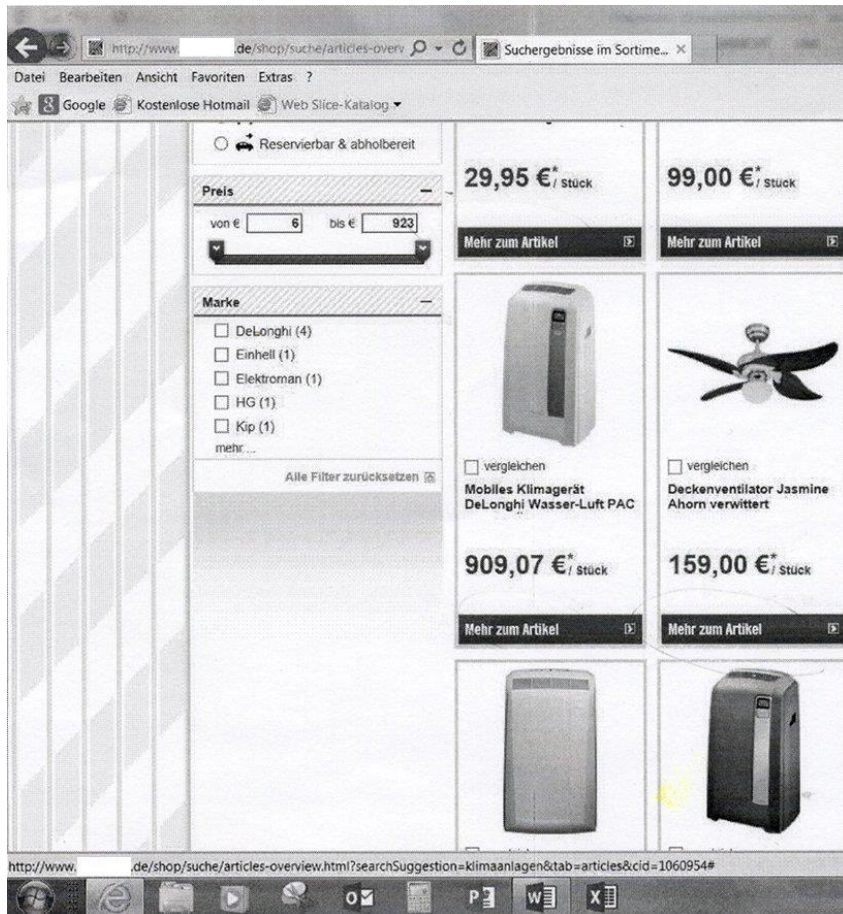 http://www. .de/shop/suche/articles-overv
Suchergebnisse im Sortime... ×
Datei Bearbeiten Ansicht Favoriten Extras ?
Google Kostenlose Hotmail Web Slice-Katalog
Reservierbar & abholbereit
Preis
von € 6 bis € 923
Marke
DeLonghi (4)
Einhell (1)
Elektroman (1)
HG (1)
Kip (1)
mehr ...
Alle Filter zurücksetzen
29,95 €*/ Stück
Mehr zum Artikel
99,00 €*/ Stück
Mehr zum Artikel
vergleichen
Mobiles Klimagerät
DeLonghi Wasser-Luft PAC
909,07 €*/ Stück
Mehr zum Artikel
vergleichen
Deckenventilator Jasmine
Ahorn verwittert
159,00 €*/ Stück
Mehr zum Artikel
http://www. .de/shop/suche/articles-overview.html?searchSuggestion=klimaanlagen&tab=articles&cid=1060954#